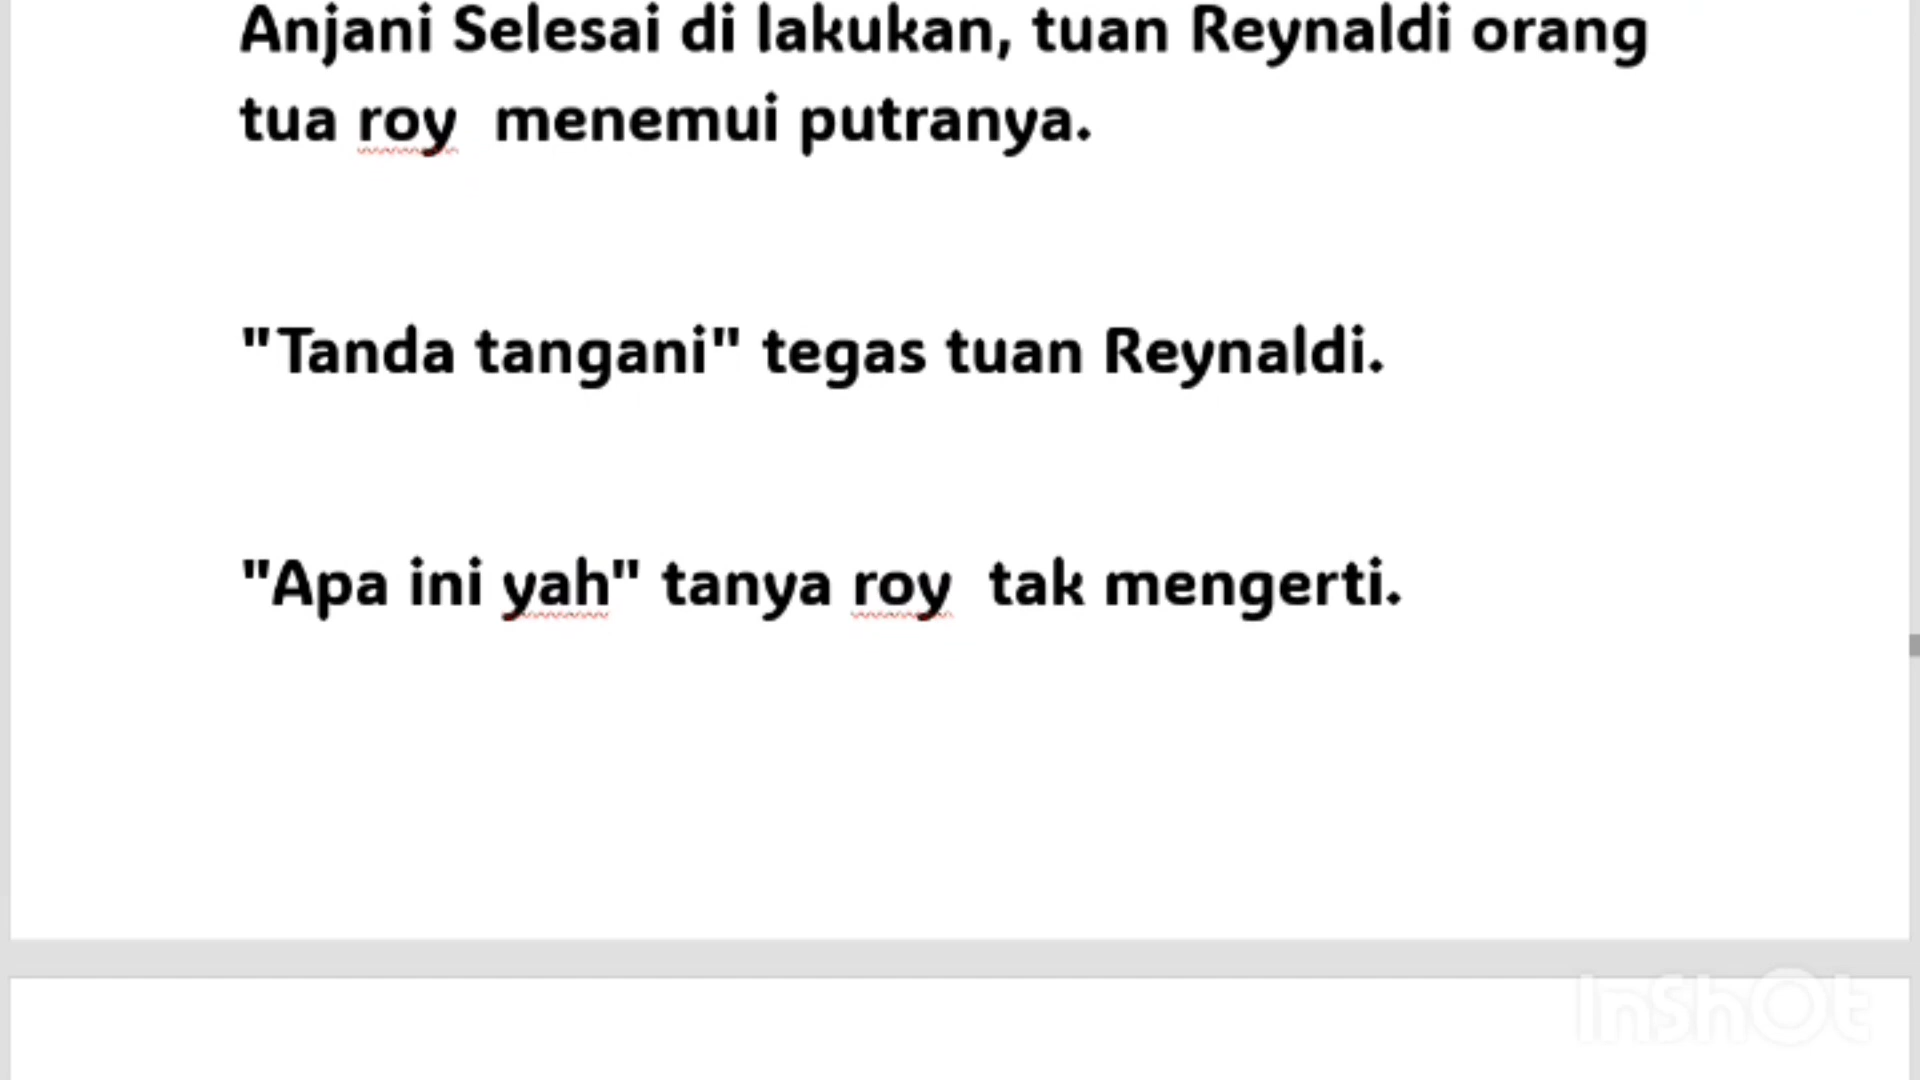 Anjani Selesai di lakukan, tuan Reynaldi orang
tua roy  menemui putranya.
"Tanda tangani" tegas tuan Reynaldi.
"Apa ini yah" tanya roy  tak mengerti.
InShOt